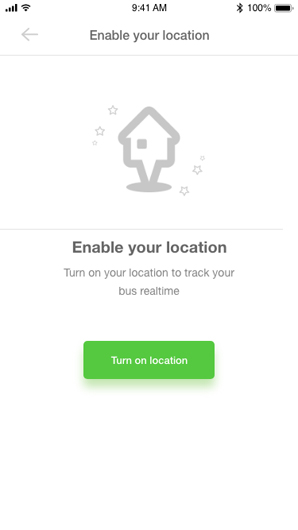 9:41 AM 100%
Enable your location
Enable your location
Turn on your location to track your
bus realtime
Turn on location